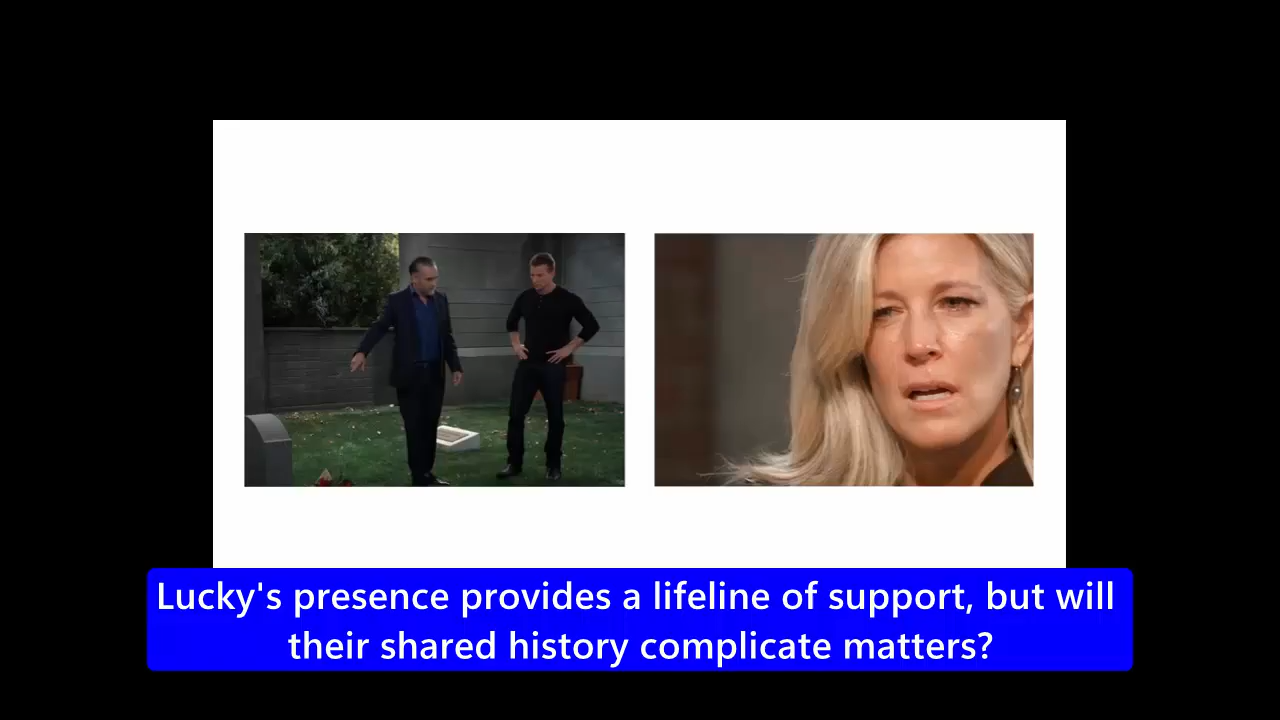 Lucky's presence provides a lifeline of support, but will
their shared history complicate matters?